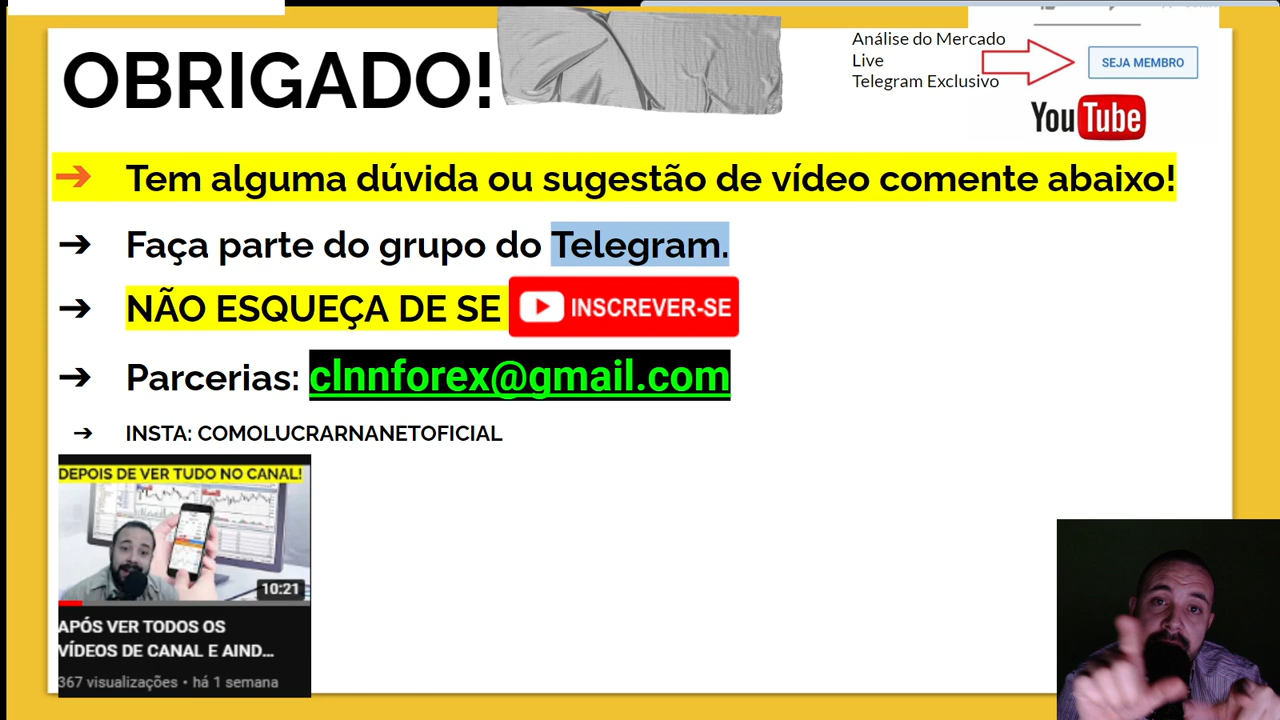 OBRIGADO!
Análise do Mercado
Live
Telegram Exclusivo
SEJA MEMBRO
YouTube
➔ Tem alguma dúvida ou sugestão de vídeo comente abaixo!
➔ Faça parte do grupo do Telegram.
➔ NÃO ESQUEÇA DE SE INSCREVER-SE
➔ Parcerias: clnnforex@gmail.com
➔ INSTA: COMOLUCRARNANETOFICIAL
DEPOIS DE VER TUDO NO CANAL!
10:21
APÓS VER TODOS OS
VÍDEOS DE CANAL E AIND...
367 visualizações • há 1 semana